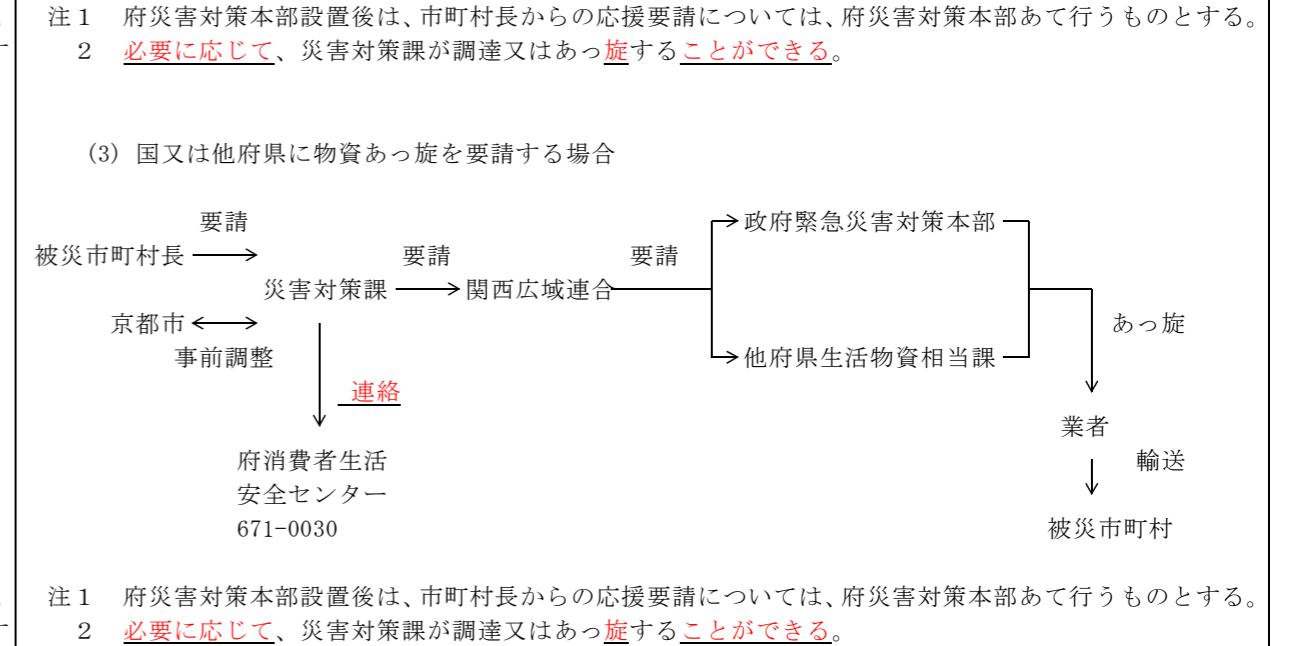 注１　府災害対策本部設置後は、市町村長からの応援要請については、府災害対策本部あて行うものとする。
２　必要に応じて、災害対策課が調達又はあっ旋することができる。
(3) 国又は他府県に物資あっ旋を要請する場合
要請
政府緊急災害対策本部
被災市町村長
要請
要請
災害対策課
関西広域連合
京都市
あっ旋
事前調整
他府県生活物資相当課
連絡
業者
府消費者生活
輸送
安全センター
671-0030
被災市町村
注１　府災害対策本部設置後は、市町村長からの応援要請については、府災害対策本部あて行うものとする。
２　必要に応じて、災害対策課が調達又はあっ旋することができる。